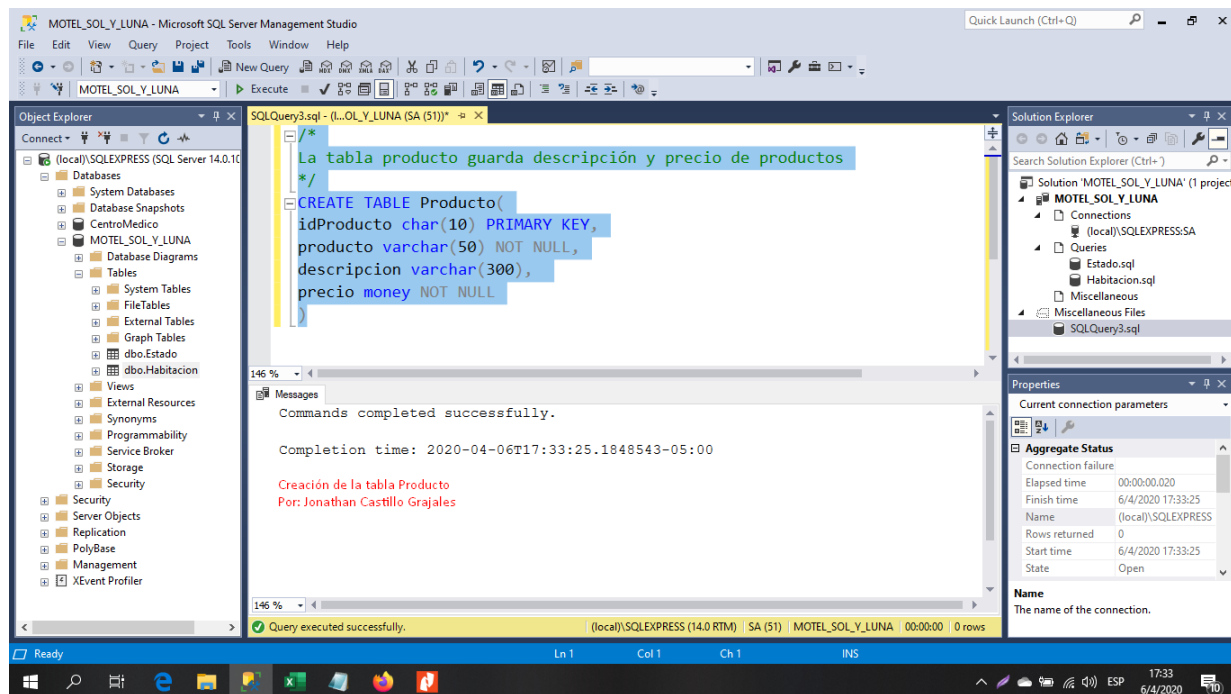 MOTEL_SOL_Y_LUNA - Microsoft SQL Server Management Studio
Quick Launch (Ctrl+Q)
File Edit View Query Project Tools Window Help
New Query
MOTEL_SOL_Y_LUNA Execute
Object Explorer
Connect
(local)\SQLEXPRESS (SQL Server 14.0.10
Databases
System Databases
Database Snapshots
CentroMedico
MOTEL_SOL_Y_LUNA
Database Diagrams
Tables
System Tables
FileTables
External Tables
Graph Tables
dbo.Estado
dbo.Habitacion
Views
External Resources
Synonyms
Programmability
Service Broker
Storage
Security
Security
Server Objects
Replication
PolyBase
Management
XEvent Profiler
SQLQuery3.sql - (l...OL_Y_LUNA (SA (51))*
/*
La tabla producto guarda descripción y precio de productos
*/
CREATE TABLE Producto(
idProducto char(10) PRIMARY KEY,
producto varchar(50) NOT NULL,
descripcion varchar(300),
precio money NOT NULL
)
146 %
Messages
Commands completed successfully.
Completion time: 2020-04-06T17:33:25.1848543-05:00
Creación de la tabla Producto
Por: Jonathan Castillo Grajales
146 %
Query executed successfully. (local)\SQLEXPRESS (14.0 RTM) SA (51) MOTEL_SOL_Y_LUNA 00:00:00 0 rows
Solution Explorer
Search Solution Explorer (Ctrl+´)
Solution 'MOTEL_SOL_Y_LUNA' (1 project
MOTEL_SOL_Y_LUNA
Connections
(local)\SQLEXPRESS:SA
Queries
Estado.sql
Habitacion.sql
Miscellaneous
Miscellaneous Files
SQLQuery3.sql
Properties
Current connection parameters
Aggregate Status
Connection failure
Elapsed time 00:00:00.020
Finish time 6/4/2020 17:33:25
Name (local)\SQLEXPRESS
Rows returned 0
Start time 6/4/2020 17:33:25
State Open
Name
The name of the connection.
Ready Ln 1 Col 1 Ch 1 INS
ESP
17:33
6/4/2020